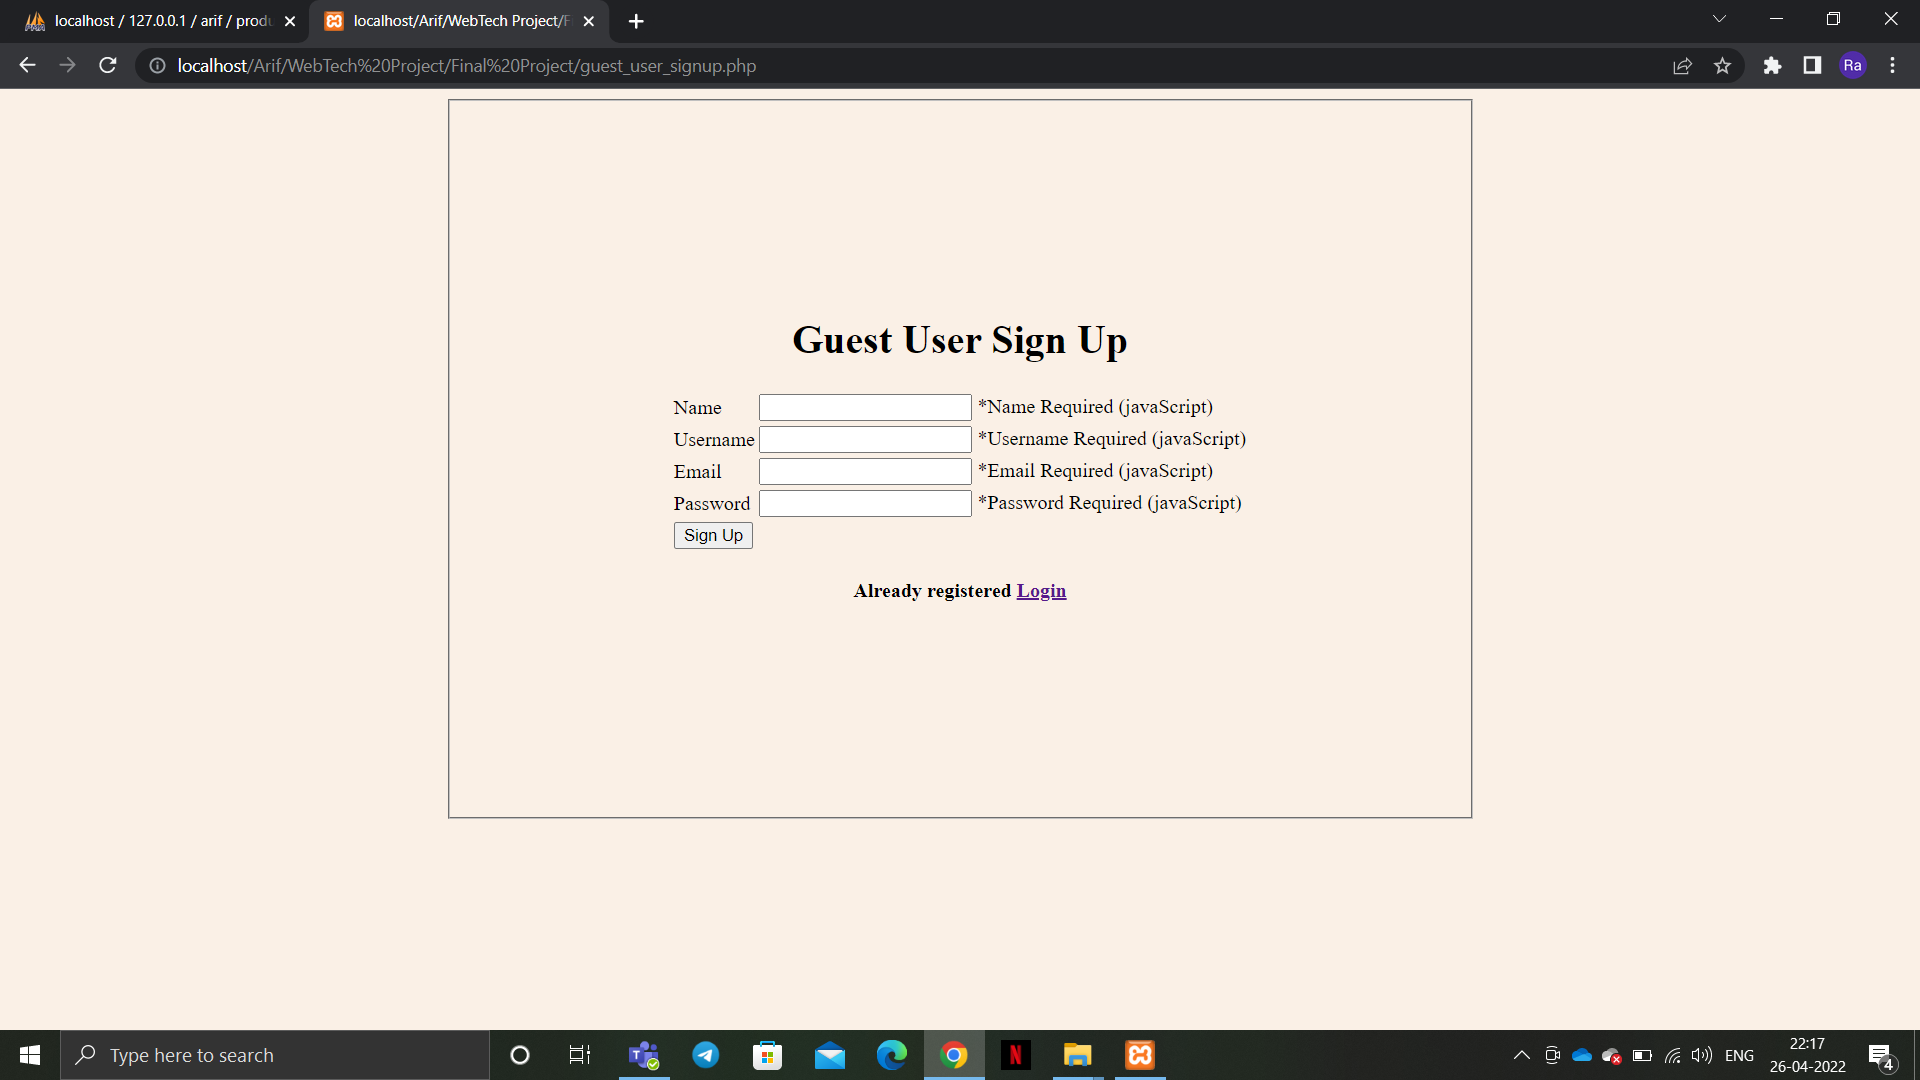 localhost / 127.0.0.1 / arif / produ
localhost/Arif/WebTech Project/F
localhost/Arif/WebTech%20Project/Final%20Project/guest_user_signup.php
Ra
Guest User Sign Up
Name *Name Required (javaScript)
Username *Username Required (javaScript)
Email *Email Required (javaScript)
Password *Password Required (javaScript)
Sign Up
Already registered Login
Type here to search
T
N
ENG
22:17
26-04-2022
4